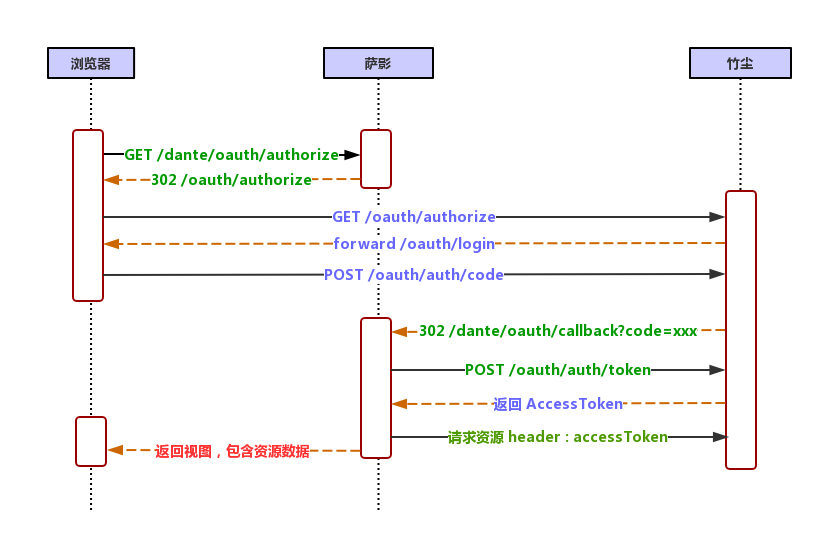 浏览器
萨影
竹尘
GET /dante/oauth/authorize
302 /oauth/authorize
GET /oauth/authorize
forward /oauth/login
POST /oauth/auth/code
302 /dante/oauth/callback?code=xxx
POST /oauth/auth/token
返回 AccessToken
请求资源 header : accessToken
返回视图，包含资源数据